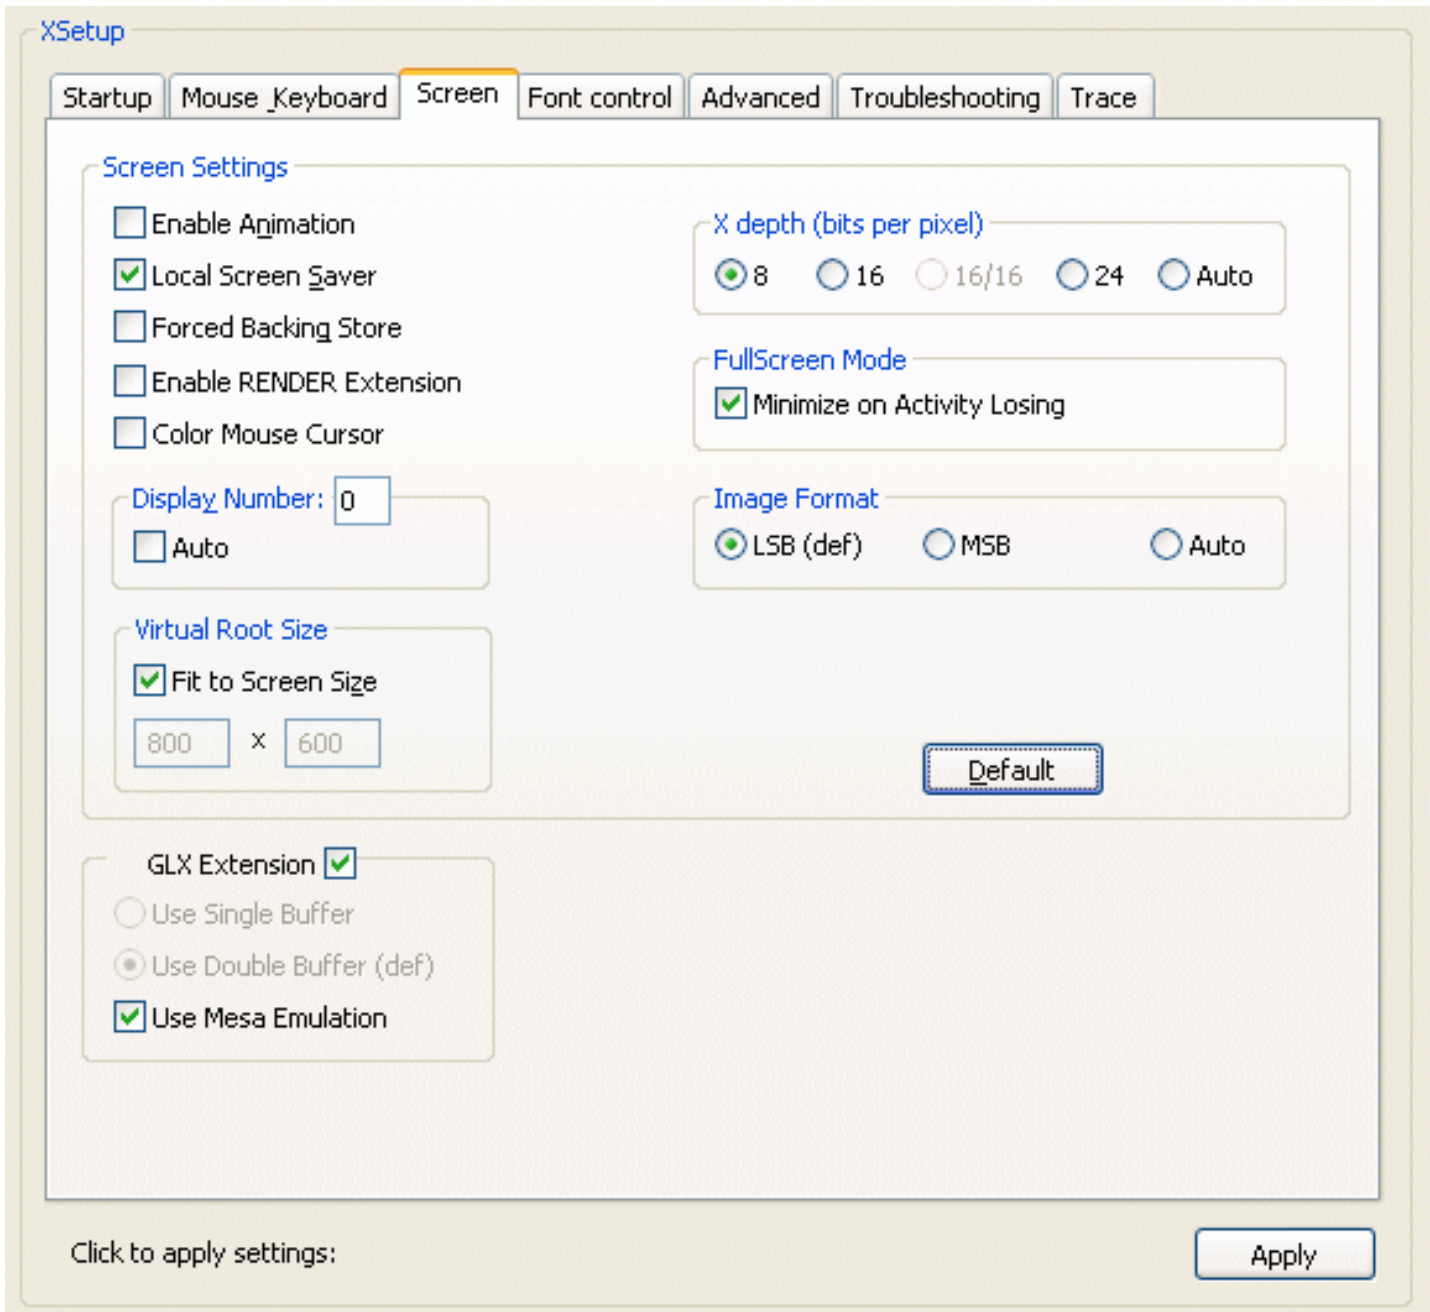 XSetup
Startup Mouse_Keyboard Screen Font control Advanced Troubleshooting Trace
Screen Settings
Enable Animation
Local Screen Saver
Forced Backing Store
Enable RENDER Extension
Color Mouse Cursor
Display Number: 0
Auto
Virtual Root Size
Fit to Screen Size
800 x 600
X depth (bits per pixel)
8 16 16/16 24 Auto
FullScreen Mode
Minimize on Activity Losing
Image Format
LSB (def) MSB Auto
Default
GLX Extension
Use Single Buffer
Use Double Buffer (def)
Use Mesa Emulation
Click to apply settings:
Apply